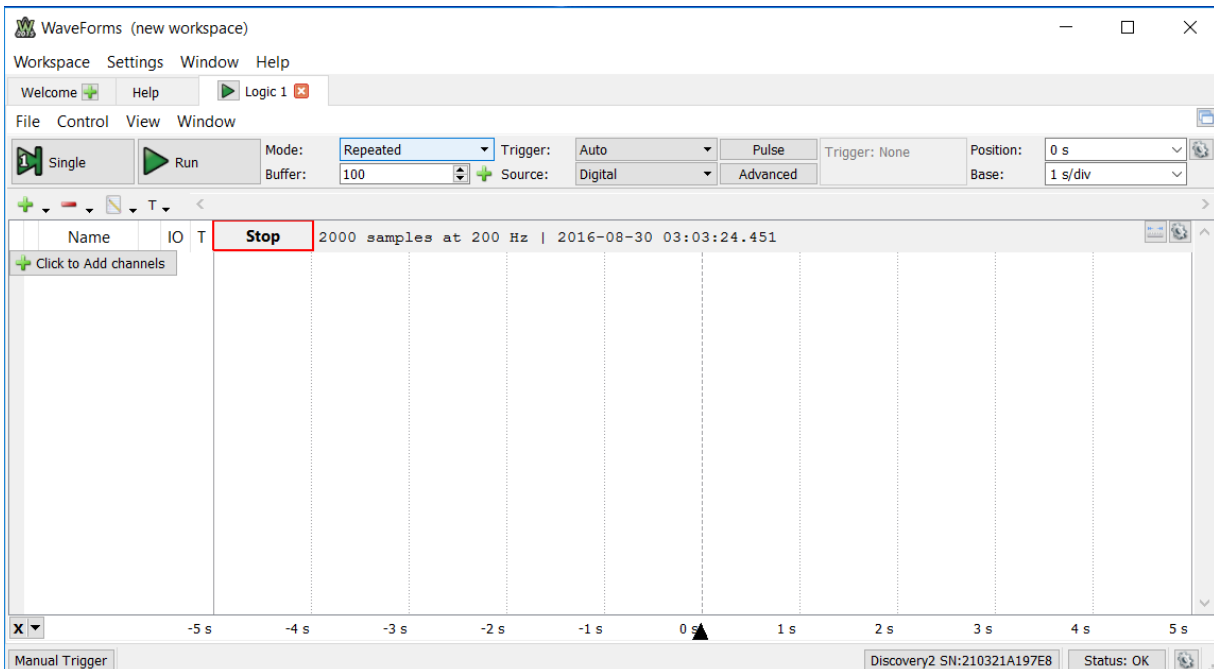 WaveForms (new workspace)
Workspace Settings Window Help
Welcome Help Logic 1
File Control View Window
1 Single Run Mode: Repeated Trigger: Auto Pulse Trigger: None Position: 0 s
Buffer: 100 Source: Digital Advanced Base: 1 s/div
T
Name IO T Stop 2000 samples at 200 Hz | 2016-08-30 03:03:24.451
Click to Add channels
X -5 s -4 s -3 s -2 s -1 s 0 s 1 s 2 s 3 s 4 s 5 s
Manual Trigger Discovery2 SN:210321A197E8 Status: OK